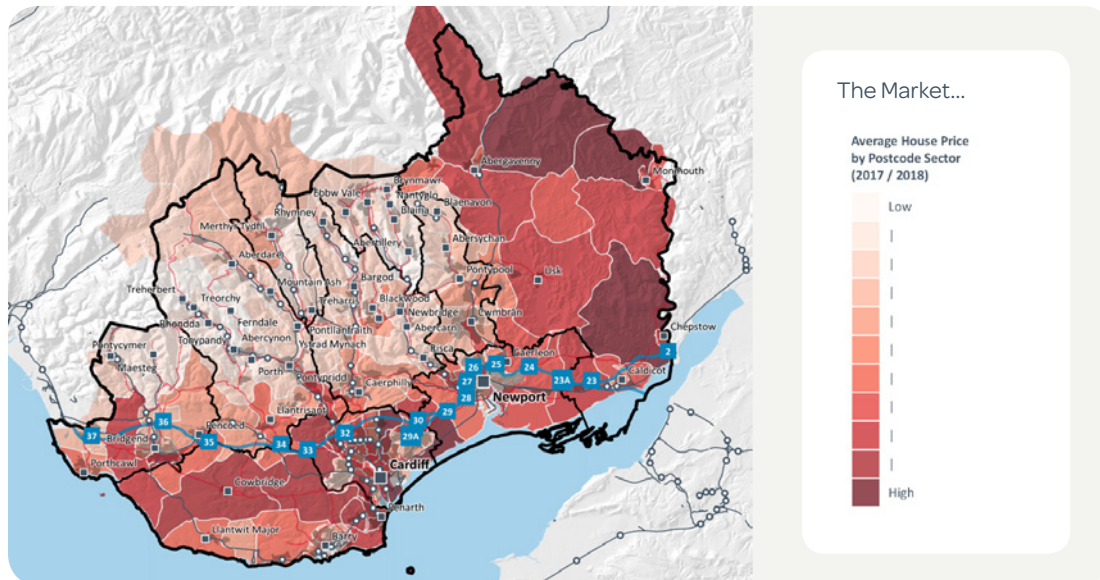 Abergavenny
Monmouth
Brynmawr
Ebbw Vale
Nantyglo
Rhymney
Blaina
Blaenavon
Merthyr Tydfil
Abertillery
Abersychan
Aberdare
Pontypool
Usk
Mountain Ash
Bargod
Treherbert
Treorchy
Treharris
Blackwood
Newbridge
Cwmbran
Rhondda
Ferndale
Pontllanfraith
Abercarn
Chepstow
Tonypandy
Abercynon
Ystrad Mynach
Pontycymer
Risca
Caerleon
2
Maesteg
Porth
26
25
24
Caldicot
Pontypridd
Caerphilly
27
23A
23
Newport
28
Llantrisant
29
36
30
37
Pencoed
32
29A
Bridgend
35
34
33
Porthcawl
Cardiff
Cowbridge
Penarth
Llantwit Major
Barry
The Market...
Average House Price
by Postcode Sector
(2017 / 2018)
Low
High